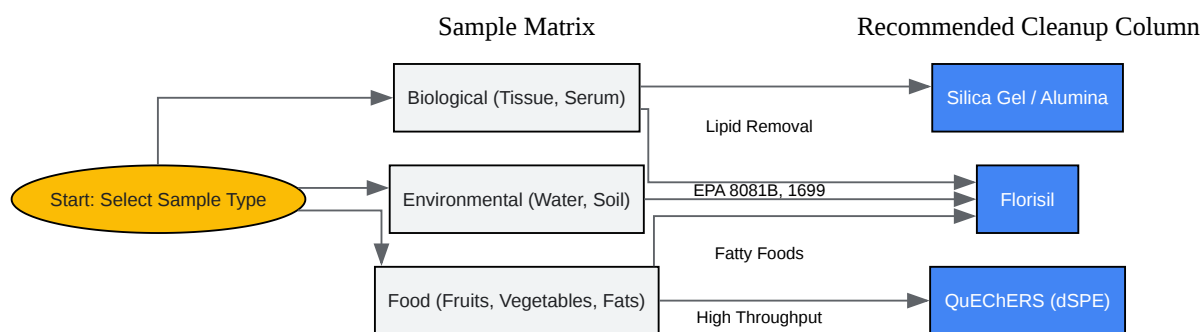 Sample Matrix
Recommended Cleanup Column
Biological (Tissue, Serum)
Silica Gel / Alumina
Lipid Removal
Start: Select Sample Type
Environmental (Water, Soil)
EPA 8081B, 1699
Florisil
Fatty Foods
Food (Fruits, Vegetables, Fats)
High Throughput
QuEChERS (dSPE)